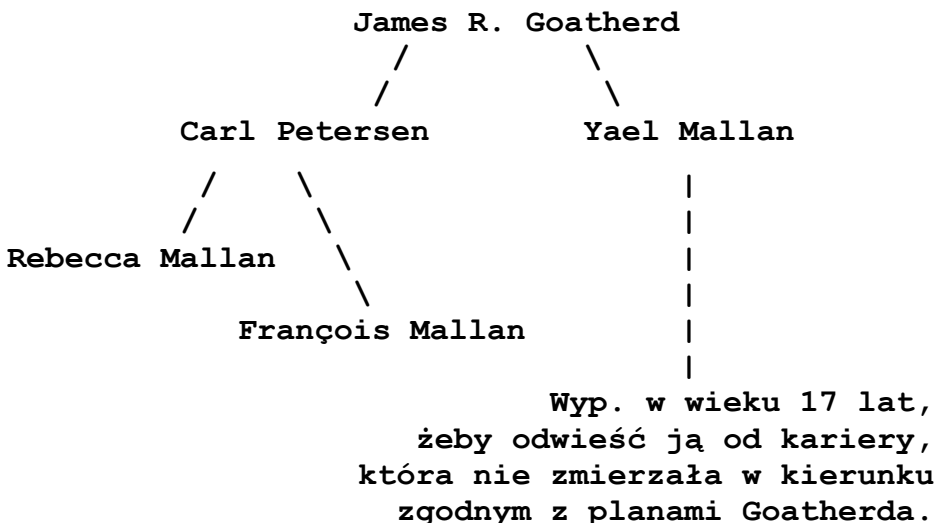 James R. Goatherd
Carl Petersen Yael Mallan
Rebecca Mallan
François Mallan
Wyp. w wieku 17 lat,
żeby odwieść ją od kariery,
która nie zmierzała w kierunku
zgodnym z planami Goatherda.